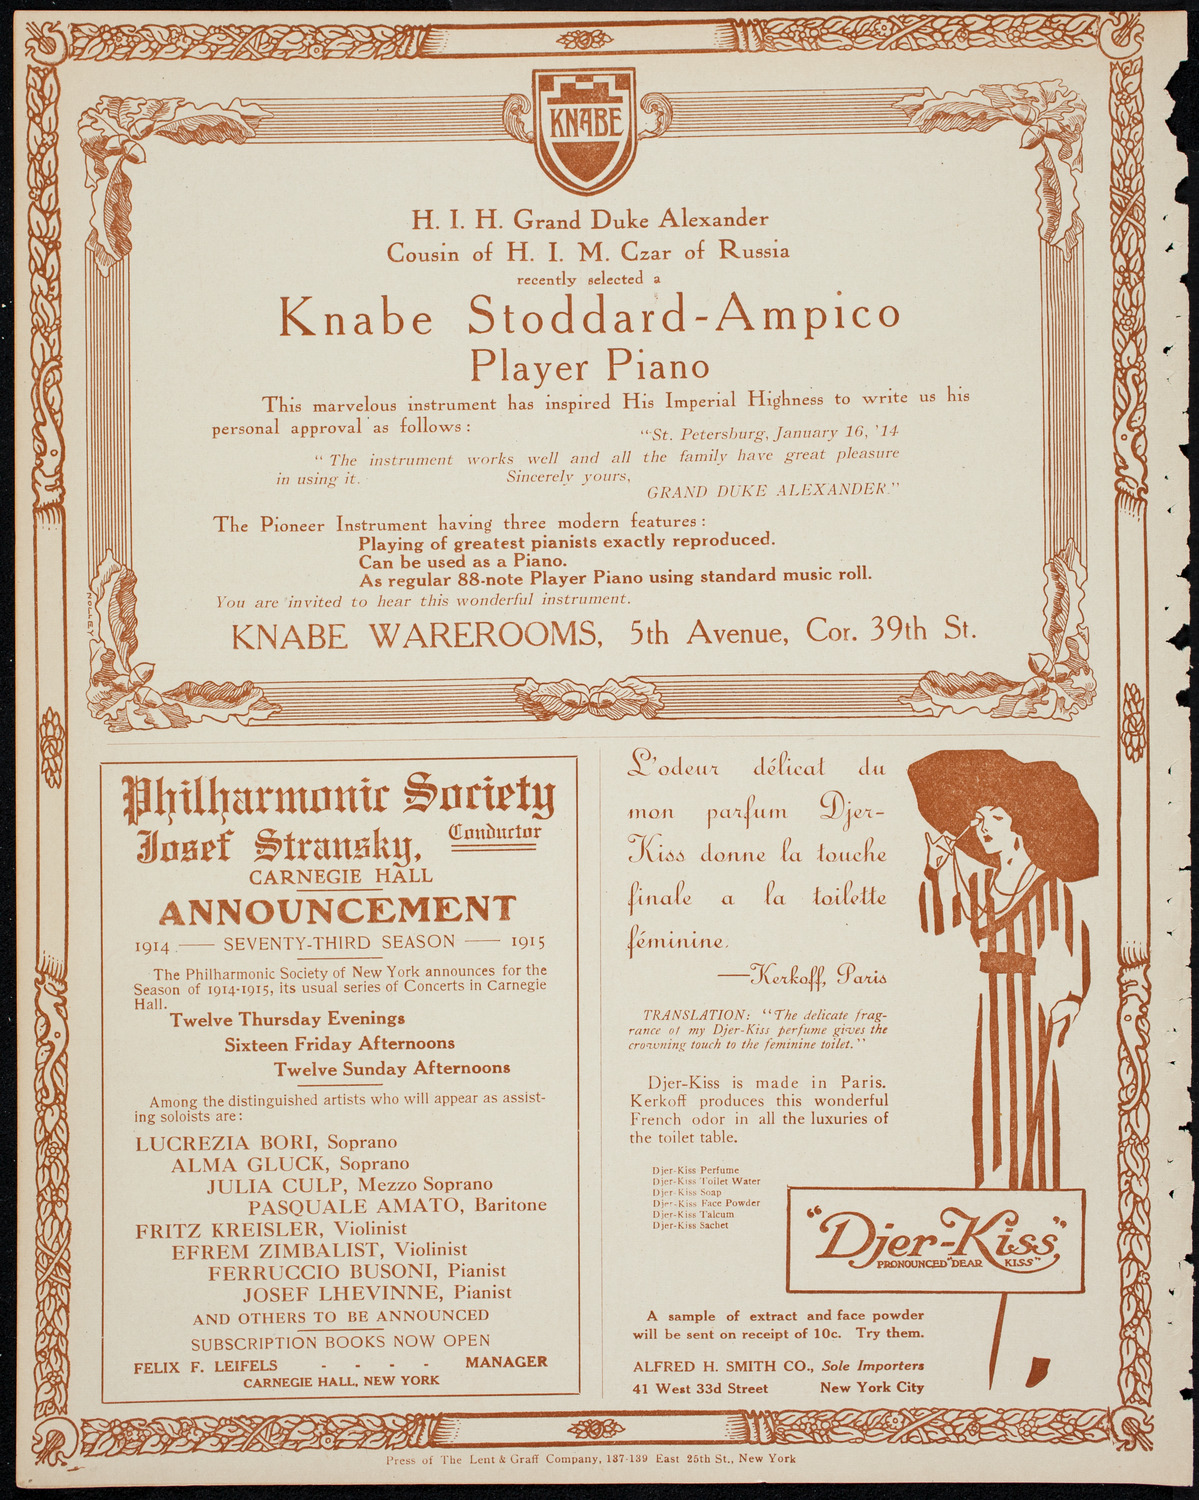 KNABE
H. I. H. Grand Duke Alexander
Cousin of H. I. M. Czar of Russia
recently selected a
Knabe Stoddard-Ampico
Player Piano
This marvelous instrument has inspired His Imperial Highness to write us his
personal approval as follows:
"St. Petersburg, January 16, '14
"The instrument works well and all the family have great pleasure
in using it. Sincerely yours,
GRAND DUKE ALEXANDER."
The Pioneer Instrument having three modern features:
Playing of greatest pianists exactly reproduced.
Can be used as a Piano.
As regular 88-note Player Piano using standard music roll.
You are invited to hear this wonderful instrument.
KNABE WAREROOMS, 5th Avenue, Cor. 39th St.
NOLLEY
Philharmonic Society
Josef Stransky, Conductor
CARNEGIE HALL
ANNOUNCEMENT
1914 — SEVENTY-THIRD SEASON — 1915
The Philharmonic Society of New York announces for the
Season of 1914-1915, its usual series of Concerts in Carnegie
Hall.
Twelve Thursday Evenings
Sixteen Friday Afternoons
Twelve Sunday Afternoons
Among the distinguished artists who will appear as assist-
ing soloists are:
LUCREZIA BORI, Soprano
ALMA GLUCK, Soprano
JULIA CULP, Mezzo Soprano
PASQUALE AMATO, Baritone
FRITZ KREISLER, Violinist
EFREM ZIMBALIST, Violinist
FERRUCCIO BUSONI, Pianist
JOSEF LHEVINNE, Pianist
AND OTHERS TO BE ANNOUNCED
SUBSCRIPTION BOOKS NOW OPEN
FELIX F. LEIFELS - - - - MANAGER
CARNEGIE HALL, NEW YORK
L'odeur délicat du
mon parfum Djer-
Kiss donne la touche
finale a la toilette
féminine.
—Kerkoff, Paris
TRANSLATION: "The delicate frag-
rance of my Djer-Kiss perfume gives the
crowning touch to the feminine toilet."
Djer-Kiss is made in Paris.
Kerkoff produces this wonderful
French odor in all the luxuries of
the toilet table.
Djer-Kiss Perfume
Djer-Kiss Toilet Water
Djer-Kiss Soap
Djer-Kiss Face Powder
Djer-Kiss Talcum
Djer-Kiss Sachet
"Djer-Kiss"
PRONOUNCED "DEAR KISS"
A sample of extract and face powder
will be sent on receipt of 10c. Try them.
ALFRED H. SMITH CO., Sole Importers
41 West 33d Street New York City
Press of The Lent & Graff Company, 137-139 East 25th St., New York